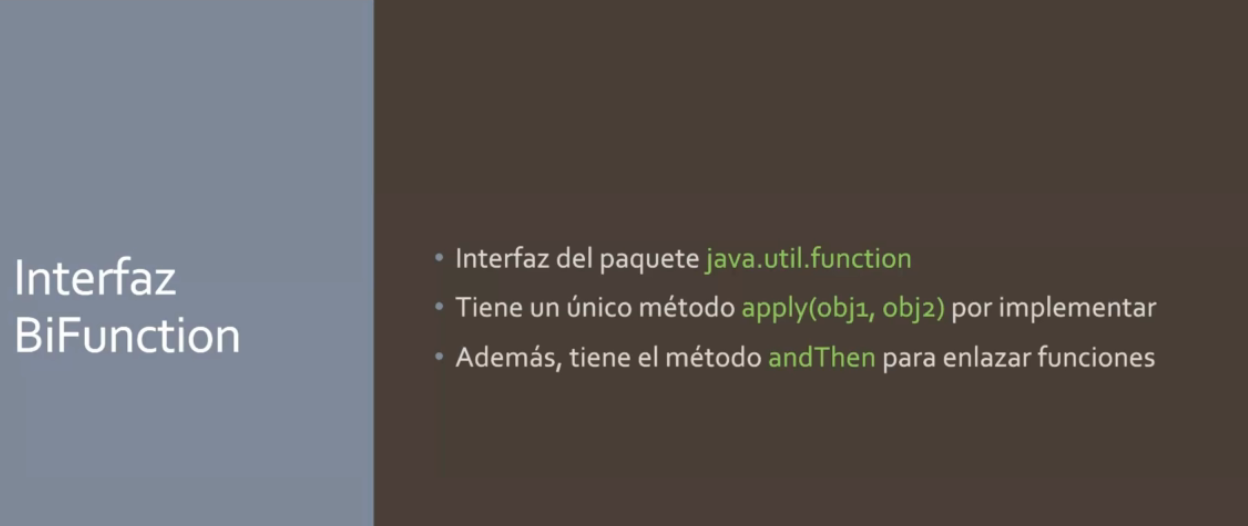 Interfaz
BiFunction
• Interfaz del paquete java.util.function
• Tiene un único método apply(obj1, obj2) por implementar
• Además, tiene el método andThen para enlazar funciones